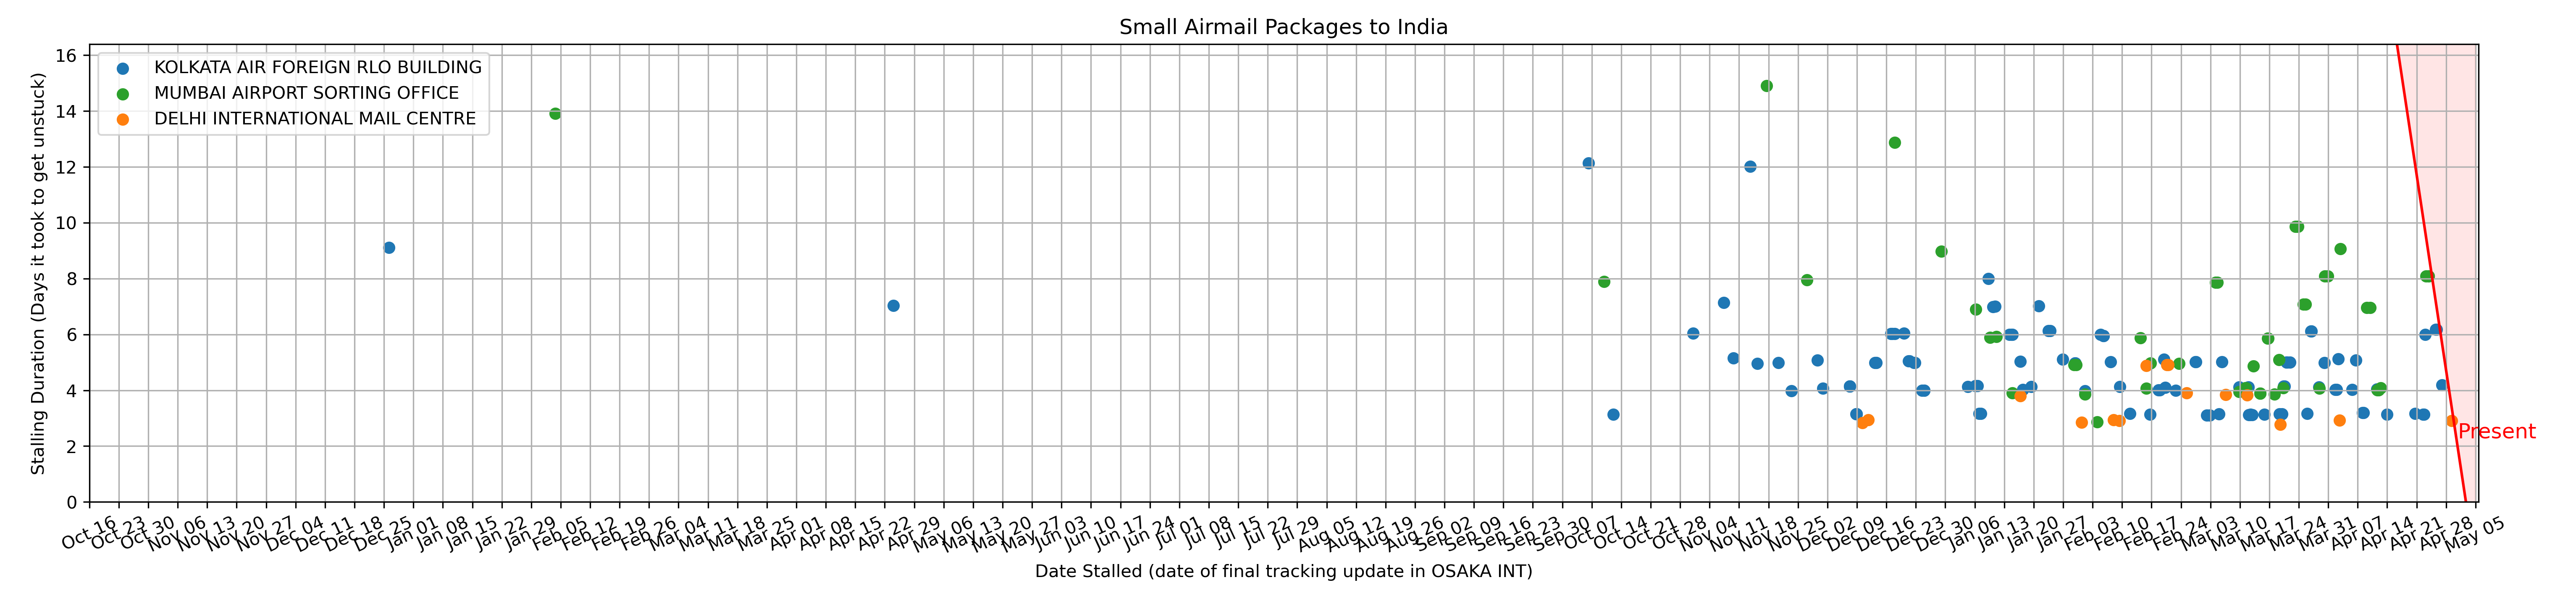 Small Airmail Packages to India
Stalling Duration (Days it took to get unstuck)
16
14
12
10
8
6
4
2
0
KOLKATA AIR FOREIGN RLO BUILDING
MUMBAI AIRPORT SORTING OFFICE
DELHI INTERNATIONAL MAIL CENTRE
Present
Oct 16
Oct 23
Oct 30
Nov 06
Nov 13
Nov 20
Nov 27
Dec 04
Dec 11
Dec 18
Dec 25
Jan 01
Jan 08
Jan 15
Jan 22
Jan 29
Feb 05
Feb 12
Feb 19
Feb 26
Mar 04
Mar 11
Mar 18
Mar 25
Apr 01
Apr 08
Apr 15
Apr 22
Apr 29
May 06
May 13
May 20
May 27
Jun 03
Jun 10
Jun 17
Jun 24
Jul 01
Jul 08
Jul 15
Jul 22
Jul 29
Aug 05
Aug 12
Aug 19
Aug 26
Sep 02
Sep 09
Sep 16
Sep 23
Sep 30
Oct 07
Oct 14
Oct 21
Oct 28
Nov 04
Nov 11
Nov 18
Nov 25
Dec 02
Dec 09
Dec 16
Dec 23
Dec 30
Jan 06
Jan 13
Jan 20
Jan 27
Feb 03
Feb 10
Feb 17
Feb 24
Mar 03
Mar 10
Mar 17
Mar 24
Mar 31
Apr 07
Apr 14
Apr 21
Apr 28
May 05
Date Stalled (date of final tracking update in OSAKA INT)